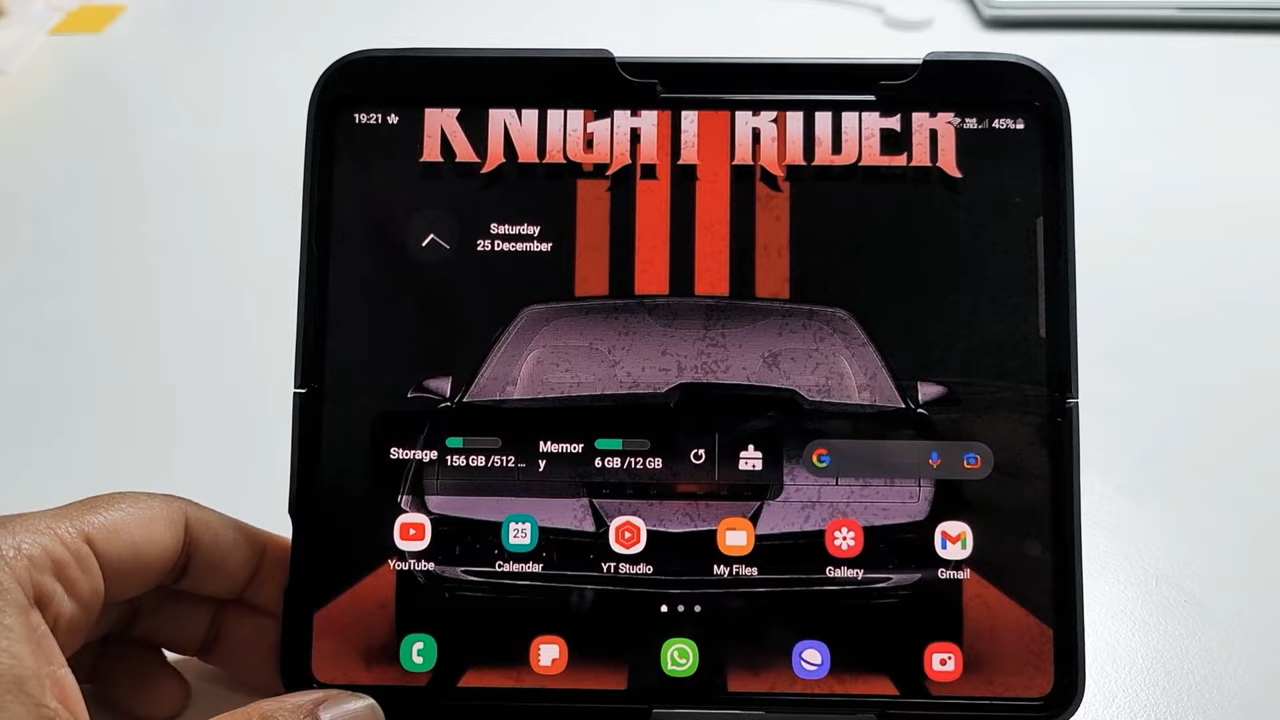 19:21
45%
KNIGHT RIDER
Saturday
25 December
Storage
156 GB /512 ...
Memor
y
6 GB /12 GB
G
25
YouTube
Calendar
YT Studio
My Files
Gallery
Gmail